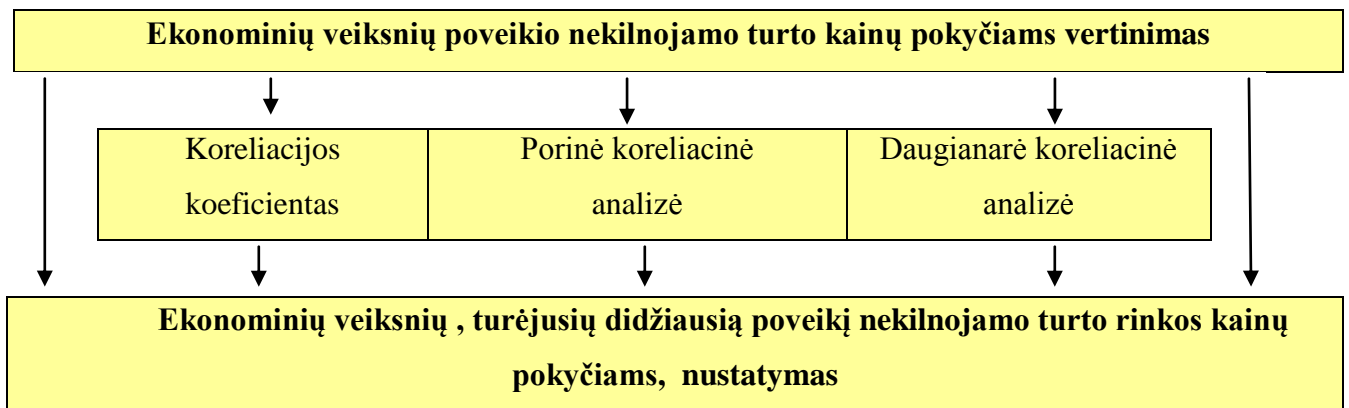 Ekonominių veiksnių poveikio nekilnojamo turto kainų pokyčiams vertinimas
Koreliacijos
koeficientas
Porinė koreliacinė
analizė
Daugianarė koreliacinė
analizė
Ekonominių veiksnių , turėjusių didžiausią poveikį nekilnojamo turto rinkos kainų
pokyčiams, nustatymas